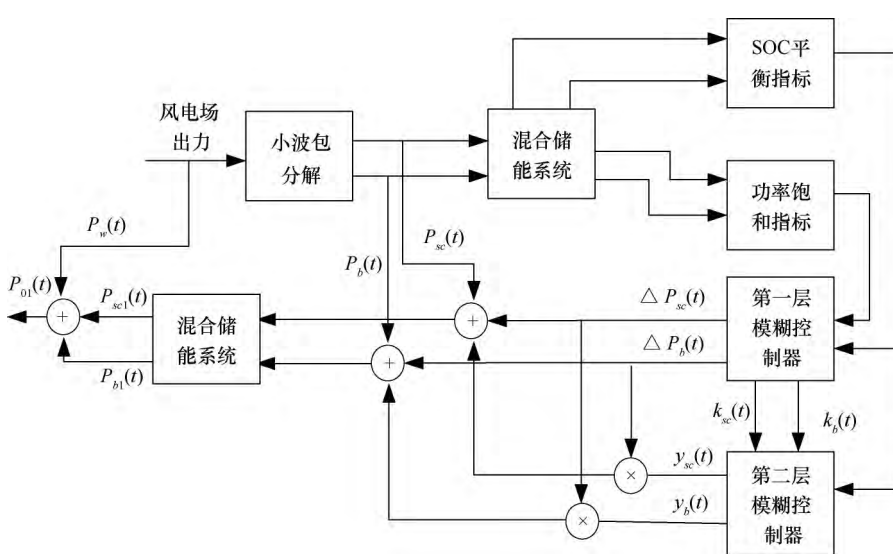 SOC平
衡指标
风电场
出力
小波包
分解
混合储
能系统
功率饱
和指标
P_w(t)
P_sc(t)
P_b(t)
P_01(t)
P_sc1(t)
+
混合储
能系统
P_b1(t)
+
+
△ P_sc(t)
△ P_b(t)
第一层
模糊控
制器
k_sc(t)
k_b(t)
y_sc(t)
×
y_b(t)
×
第二层
模糊控
制器